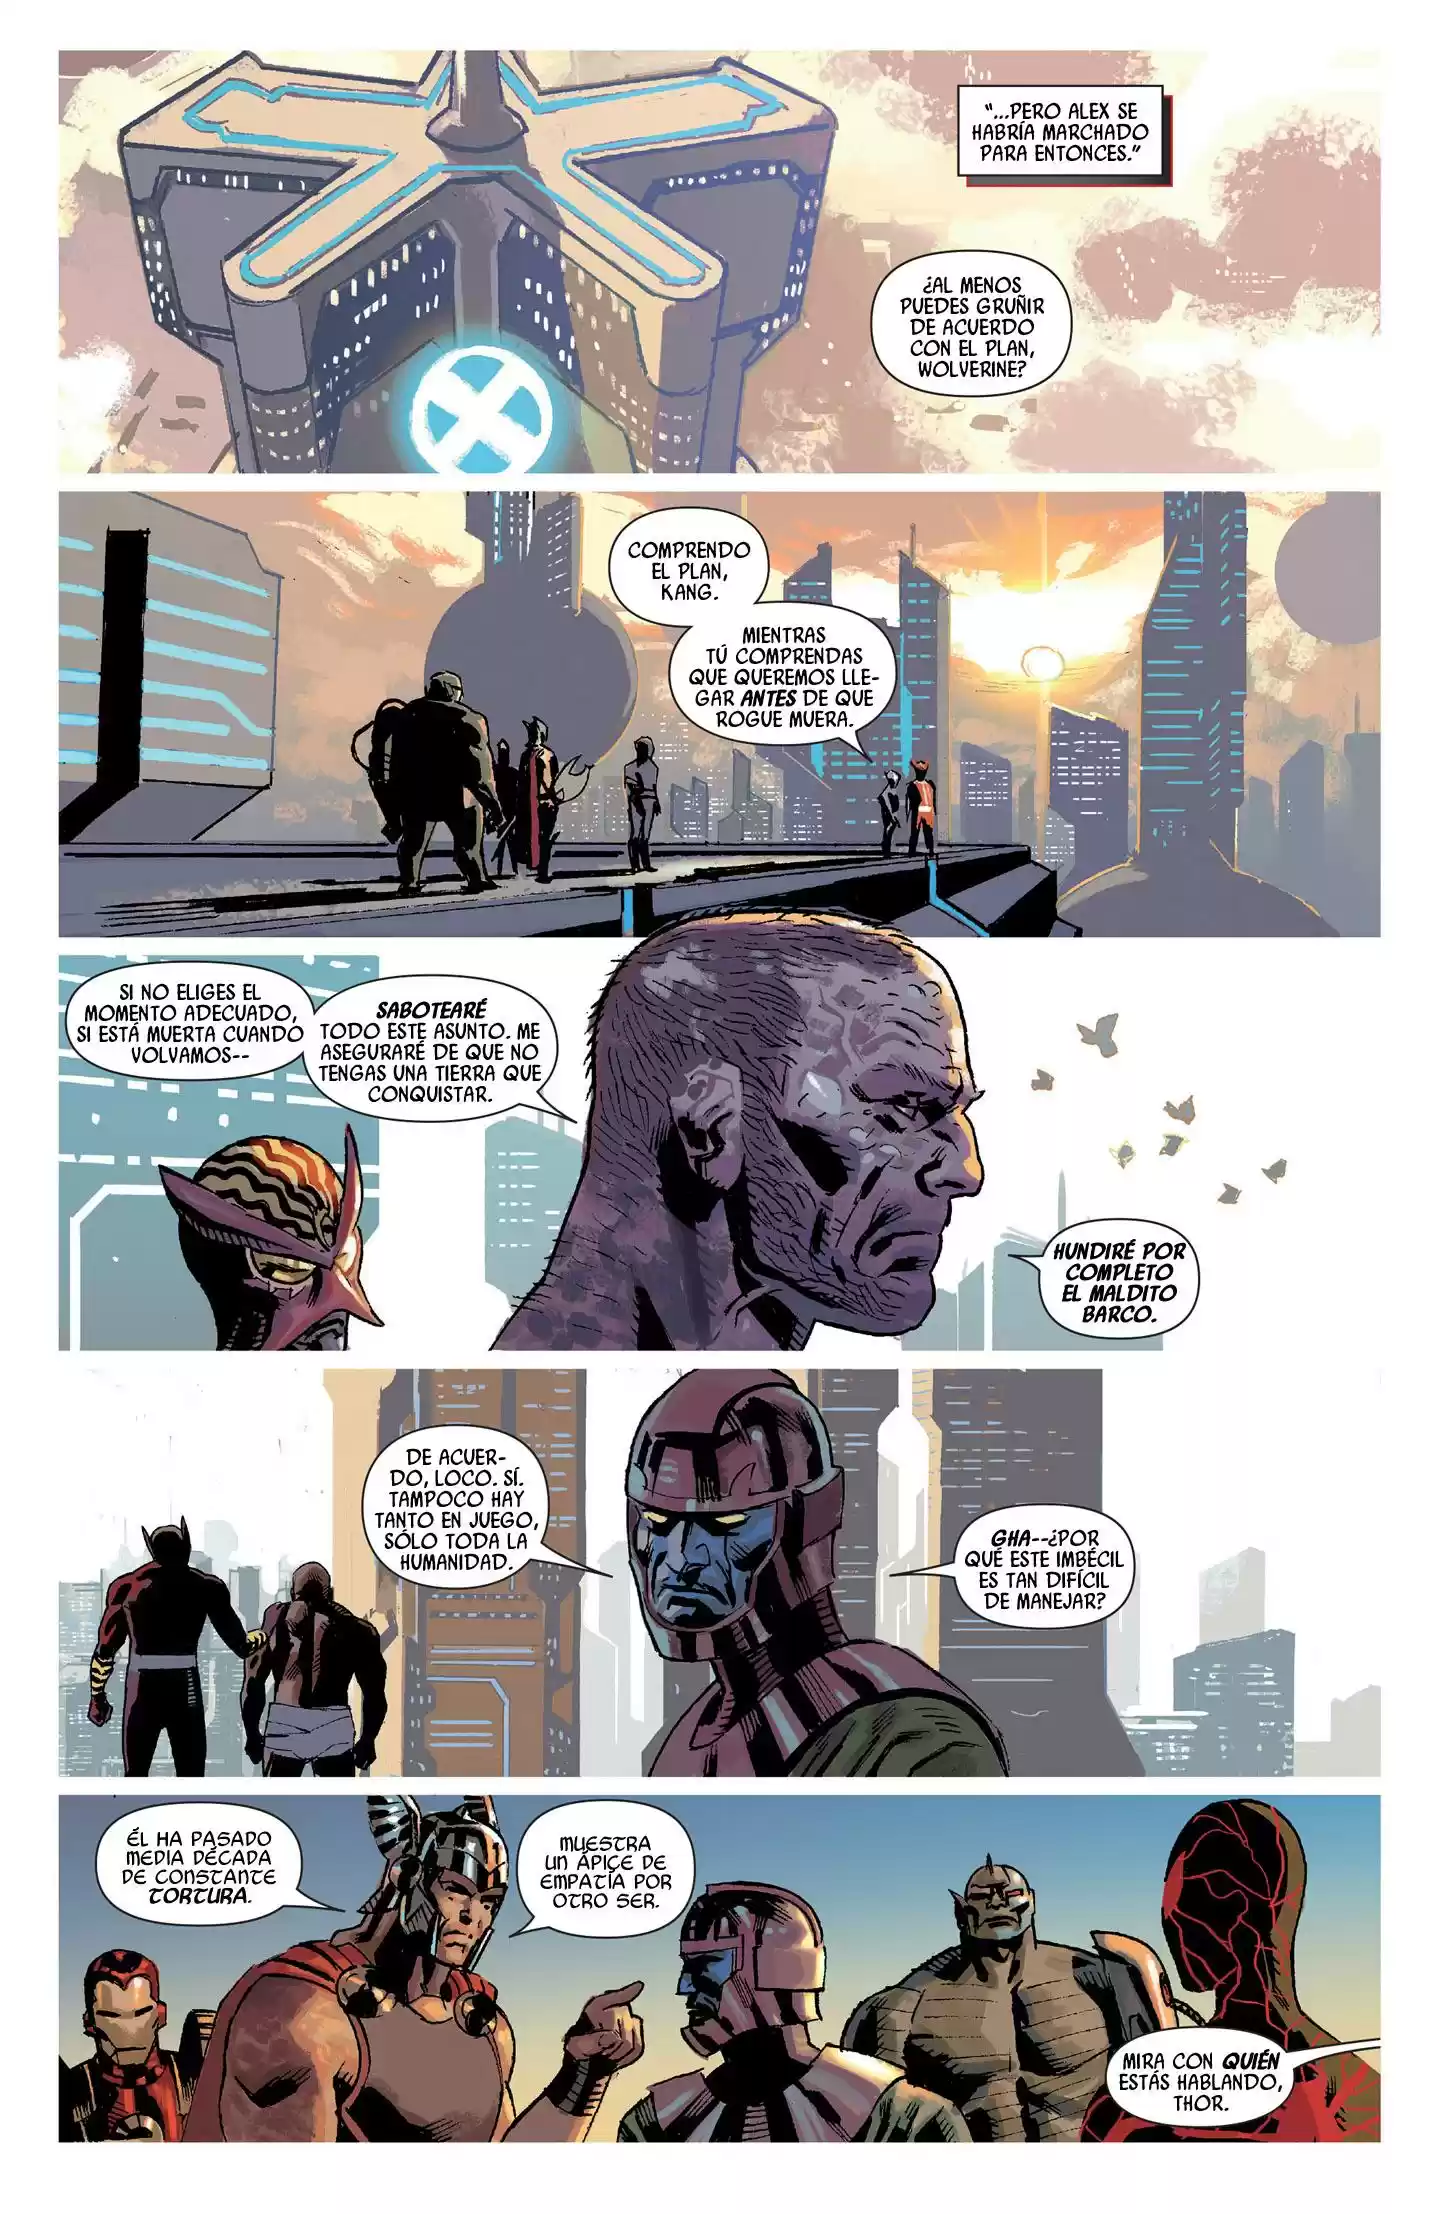 "...PERO ALEX SE
HABRÍA MARCHADO
PARA ENTONCES."
¿AL MENOS
PUEDES GRUÑIR
DE ACUERDO
CON EL PLAN,
WOLVERINE?
COMPRENDO
EL PLAN,
KANG.
MIENTRAS
TÚ COMPRENDAS
QUE QUEREMOS LLE-
GAR ANTES DE QUE
ROGUE MUERA.
SI NO ELIGES EL
MOMENTO ADECUADO,
SI ESTÁ MUERTA CUANDO
VOLVAMOS--
SABOTEARÉ
TODO ESTE ASUNTO. ME
ASEGURARÉ DE QUE NO
TENGAS UNA TIERRA QUE
CONQUISTAR.
HUNDIRÉ POR
COMPLETO
EL MALDITO
BARCO.
DE ACUER-
DO, LOCO. SÍ.
TAMPOCO HAY
TANTO EN JUEGO,
SÓLO TODA LA
HUMANIDAD.
GHA--¿POR
QUÉ ESTE IMBÉCIL
ES TAN DIFÍCIL
DE MANEJAR?
ÉL HA PASADO
MEDIA DÉCADA
DE CONSTANTE
TORTURA.
MUESTRA
UN ÁPICE DE
EMPATÍA POR
OTRO SER.
MIRA CON QUIÉN
ESTÁS HABLANDO,
THOR.